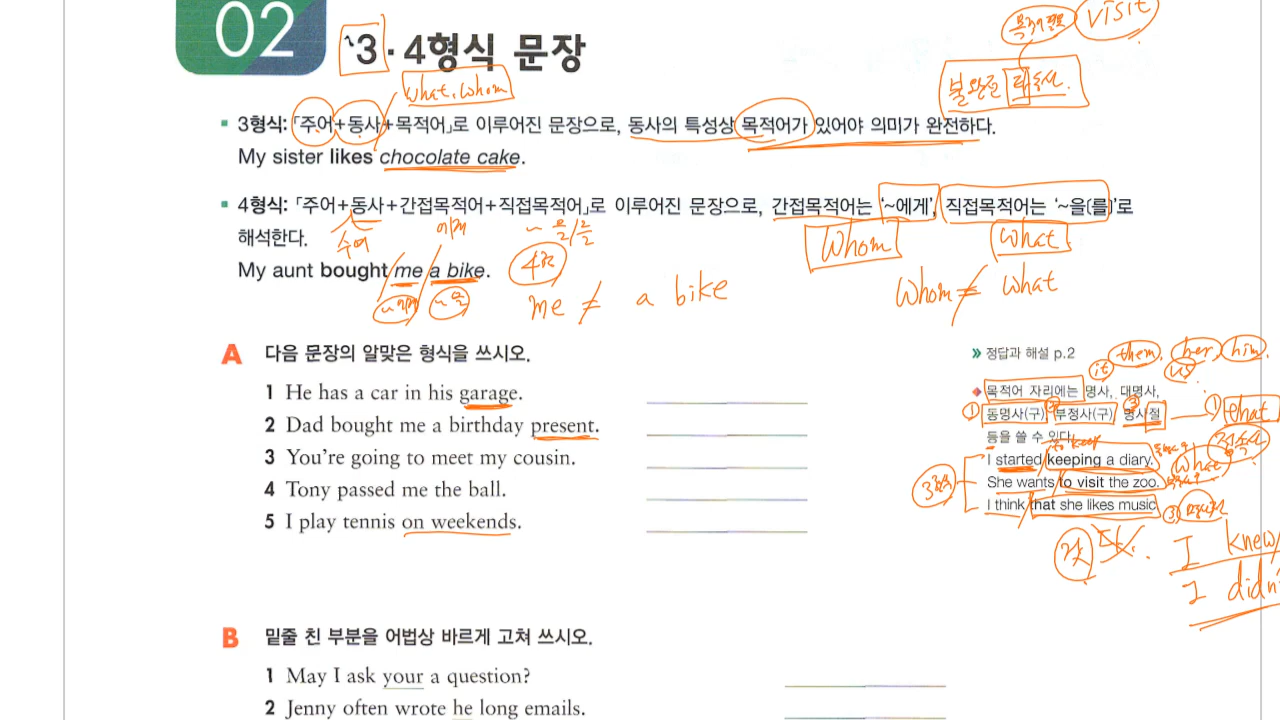 02
3·4형식 문장
visit
불완전 타동사.
what, whom
3형식: 「주어+동사+목적어」로 이루어진 문장으로, 동사의 특성상 목적어가 있어야 의미가 완전하다.
My sister likes chocolate cake.
4형식: 「주어+동사+간접목적어+직접목적어」로 이루어진 문장으로, 간접목적어는 '~에게', 직접목적어는 '~을(를)'로
해석한다.
수여
에게
~ 을/를
whom
what
My aunt bought me a bike.
4형
~에게
~을
me ≠ a bike
whom ≠ what
A 다음 문장의 알맞은 형식을 쓰시오.
1 He has a car in his garage.
2 Dad bought me a birthday present.
3 You're going to meet my cousin.
4 Tony passed me the ball.
5 I play tennis on weekends.
정답과 해설 p.2
it them, her, him.
us
목적어 자리에는 명사, 대명사,
① 동명사(구), ② 부정사(구), ③ 명사절 ① that
등을 쓸 수 있다.
접속사
what
I started keeping a diary.
She wants to visit the zoo.
I think that she likes music
3형식
③
것
I knew
I didn'
B 밑줄 친 부분을 어법상 바르게 고쳐 쓰시오.
1 May I ask your a question?
2 Jenny often wrote he long emails.